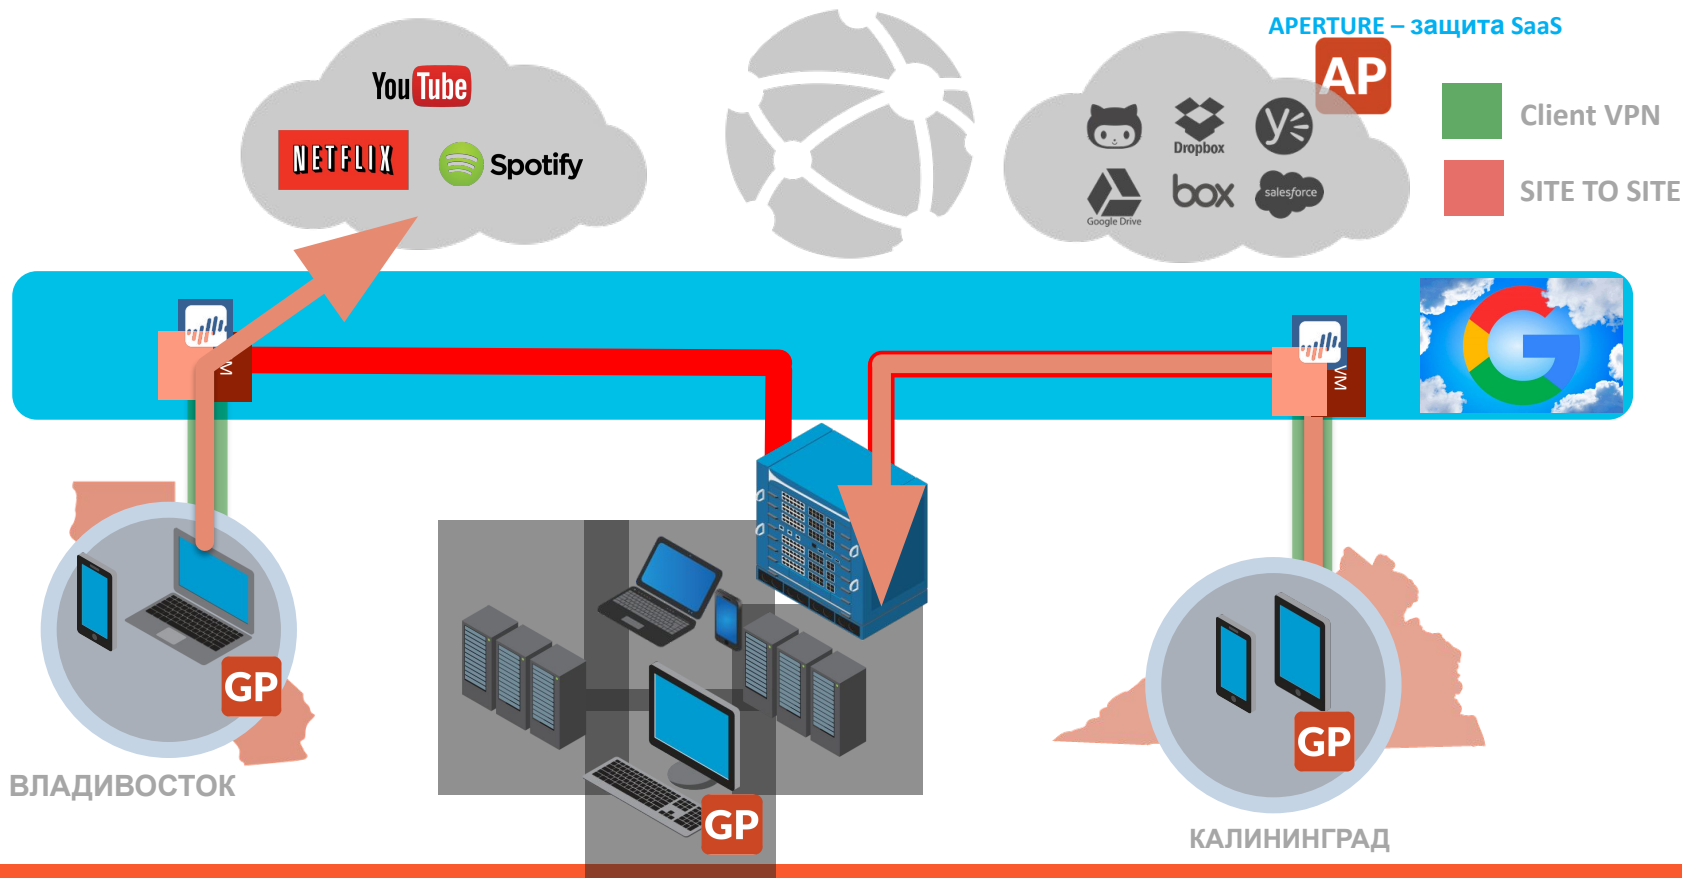 APERTURE – защита SaaS
AP
YouTube
NETFLIX
Spotify
Dropbox
y
Google Drive
box
salesforce
Client VPN
SITE TO SITE
M
VM
G
GP
GP
GP
ВЛАДИВОСТОК
КАЛИНИНГРАД